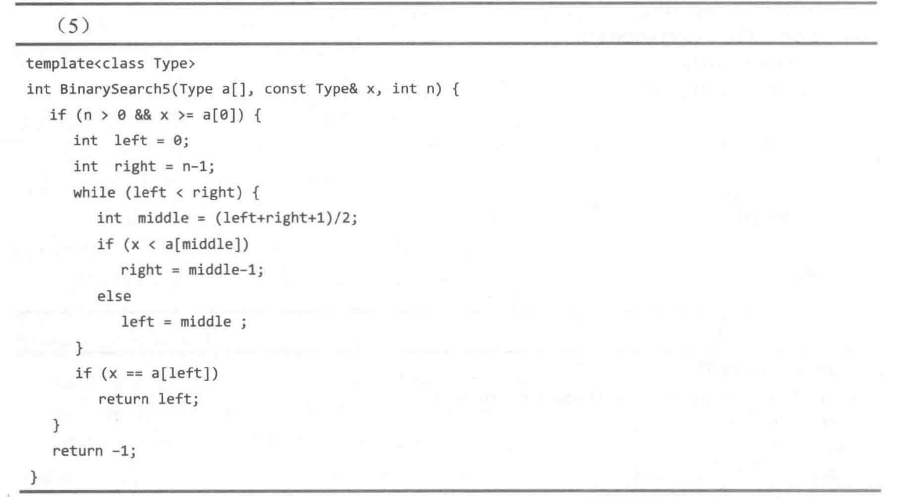 （5）
template<class Type>
int BinarySearch5(Type a[], const Type& x, int n) {
   if (n > 0 && x >= a[0]) {
      int  left = 0;
      int  right = n-1;
      while (left < right) {
         int  middle = (left+right+1)/2;
         if (x < a[middle])
            right = middle-1;
         else
            left = middle ;
      }
      if (x == a[left])
         return left;
   }
   return -1;
}